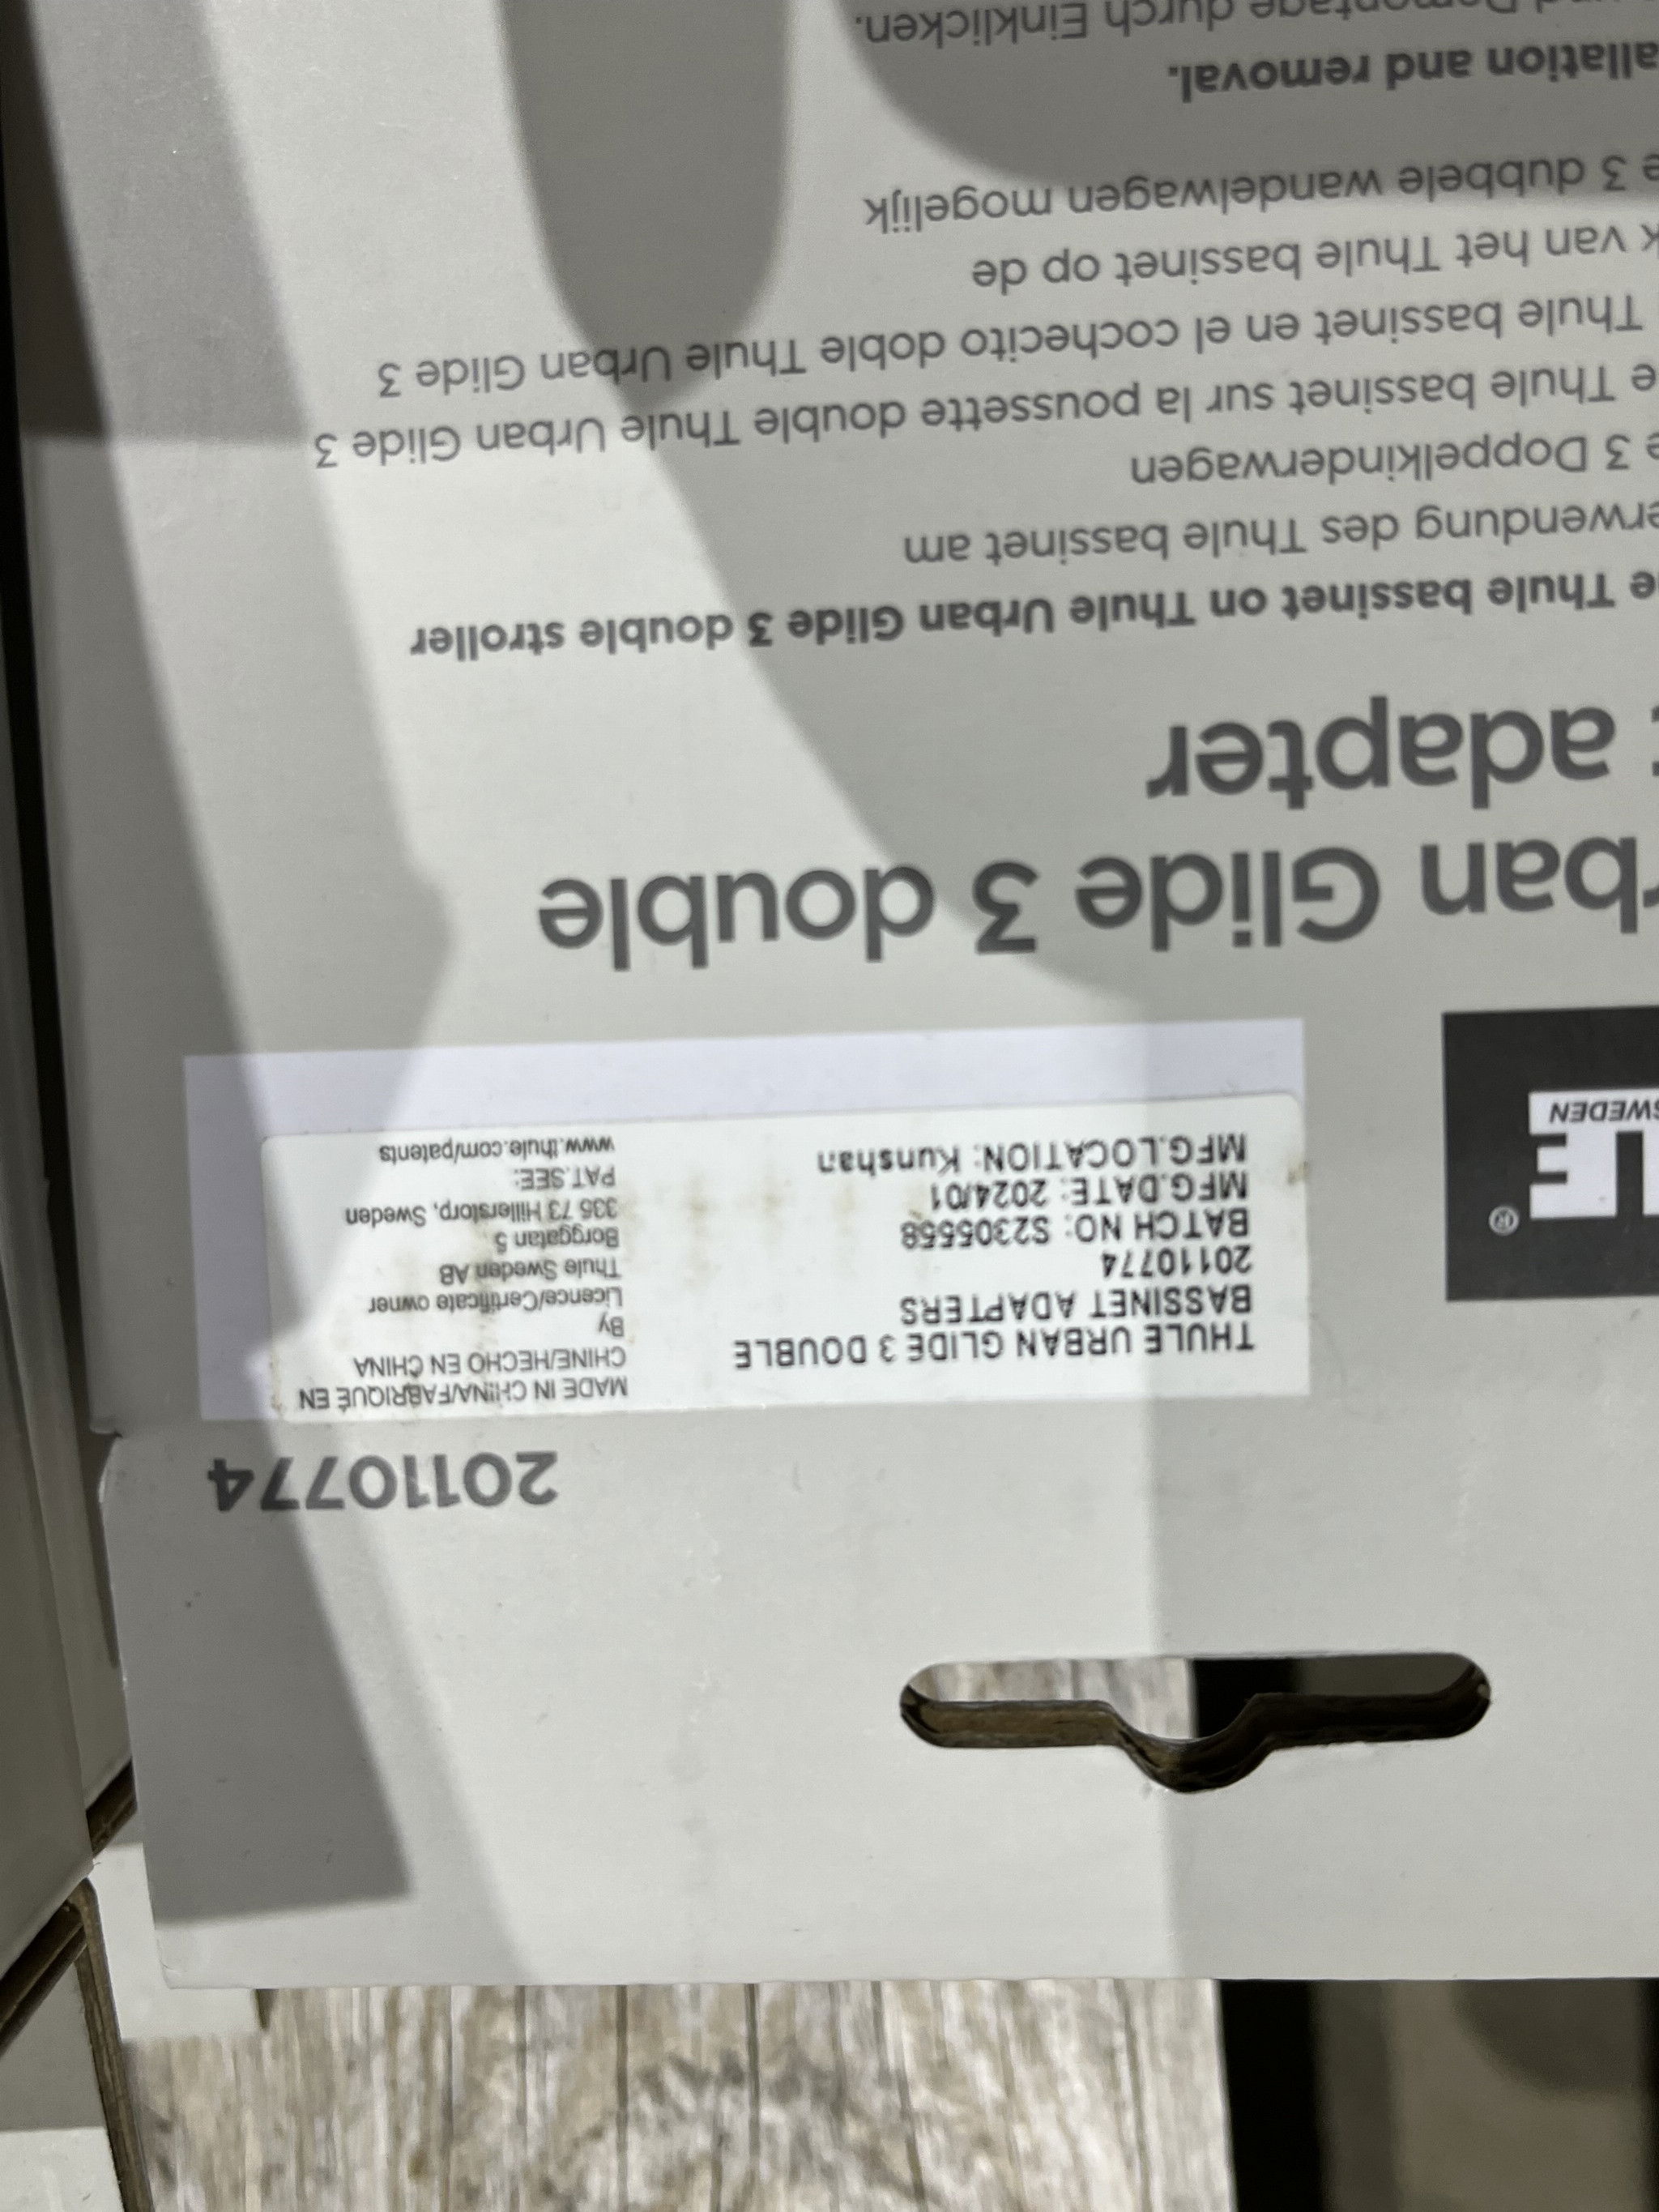 20110774
THULE URBAN GLIDE 3 DOUBLE
BASSINET ADAPTERS
20110774
BATCH NO: S2305558
MFG.DATE: 2024/01
MFG.LOCATION: Kunshan
MADE IN CHINA/FABRIQUÉ EN
CHINE/HECHO EN CHINA
By
Licence/Certificate owner
Thule Sweden AB
Borggatan 5
335 73 Hillerstorp, Sweden
PAT.SEE:
www.thule.com/patents
®
SWEDEN
Glide 3 double
adapter
Thule bassinet on Thule Urban Glide 3 double stroller
des Thule bassinet am
3 Doppelkinderwagen
Thule bassinet sur la poussette double Thule Urban Glide 3
Thule bassinet en el cochecito doble Thule Urban Glide 3
van het Thule bassinet op de
3 dubbele wandelwagen mogelijk
and removal.
durch Einklicken.